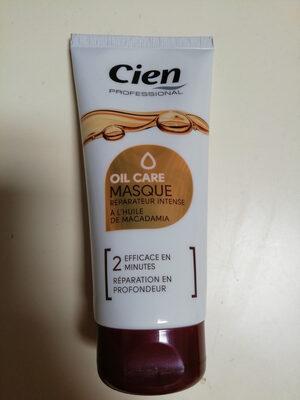 Cien
PROFESSIONAL
OIL CARE
MASQUE
RÉPARATEUR INTENSE
À L'HUILE
DE MACADAMIA
2 EFFICACE EN
MINUTES
RÉPARATION EN
PROFONDEUR